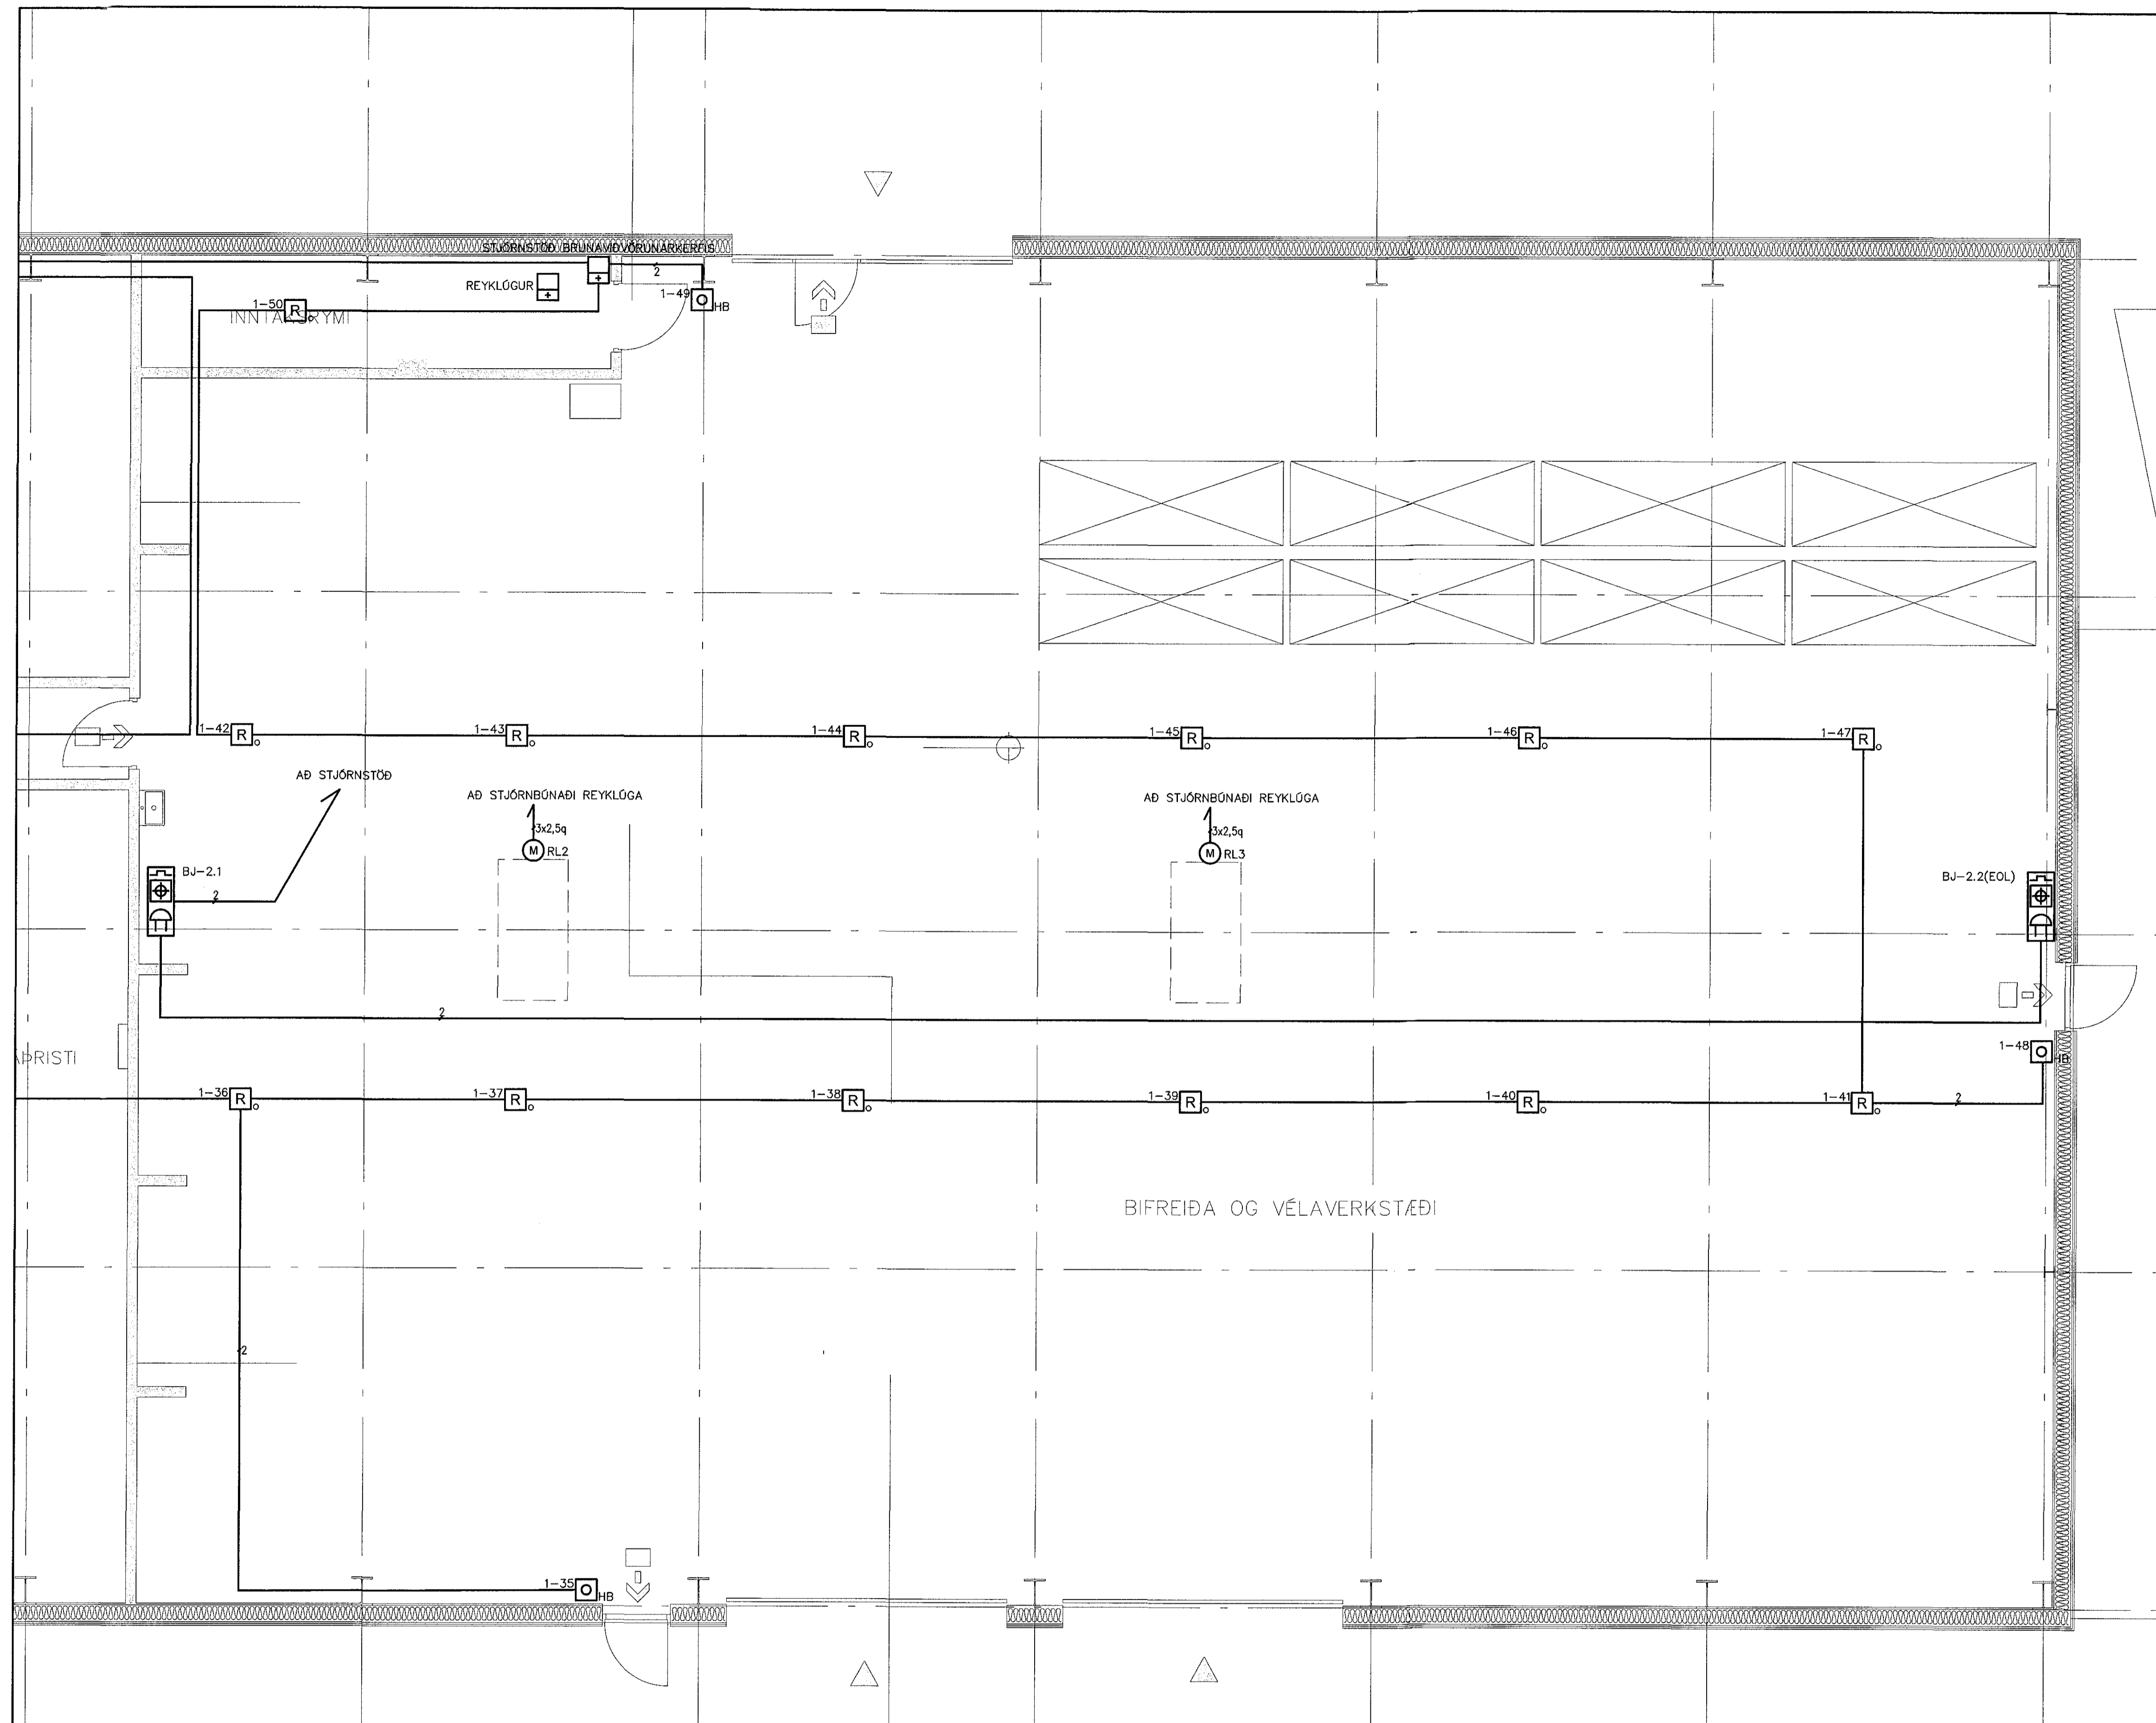 STJÓRNSTÖÐ BRUNAVIÐVÖRUNARKERFIS
2
REYKLÚGUR
+
+
1-49
HB
1-50
R
INNTAKSRÝMI
1-42
R
1-43
R
1-44
R
1-45
R
1-46
R
1-47
R
AÐ STJÓRNSTÖÐ
AÐ STJÓRNBÚNAÐI REYKLÚGA
AÐ STJÓRNBÚNAÐI REYKLÚGA
3x2,5q
3x2,5q
M
RL2
M
RL3
BJ-2.1
BJ-2.2(EOL)
2
2
1-48
HB
1-36
R
1-37
R
1-38
R
1-39
R
1-40
R
1-41
R
2
BIFREIÐA OG VÉLAVERKSTÆÐI
2
1-35
HB